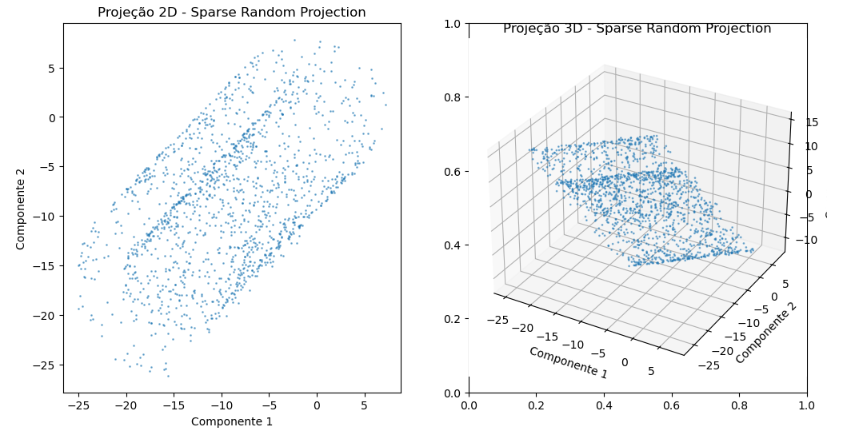 Projeção 2D - Sparse Random Projection
5
0
−5
−10
−15
−20
−25
Componente 2
−25 −20 −15 −10 −5 0 5
Componente 1
Projeção 3D - Sparse Random Projection
1.0
0.8
0.6
0.4
0.2
0.0
0.0 0.2 0.4 0.6 0.8 1.0
15
10
5
0
−5
−10
−25 −20 −15 −10 −5 0 5
Componente 1
5
0
−5
−10
−15
−20
−25
Componente 2